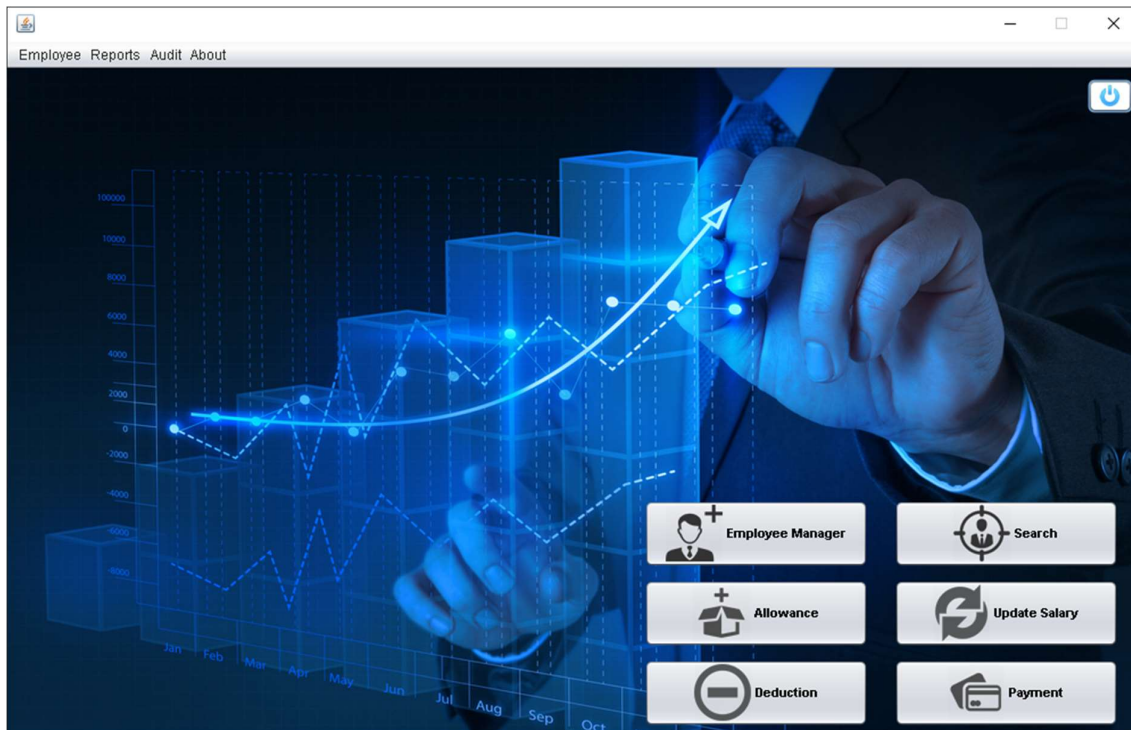 Employee Reports Audit About
100000
10000
8000
6000
4000
2000
0
-2000
-4000
-6000
-8000
Jan Feb Mar Apr May Jun Jul Aug Sep Oct
Employee Manager
Search
Allowance
Update Salary
Deduction
Payment